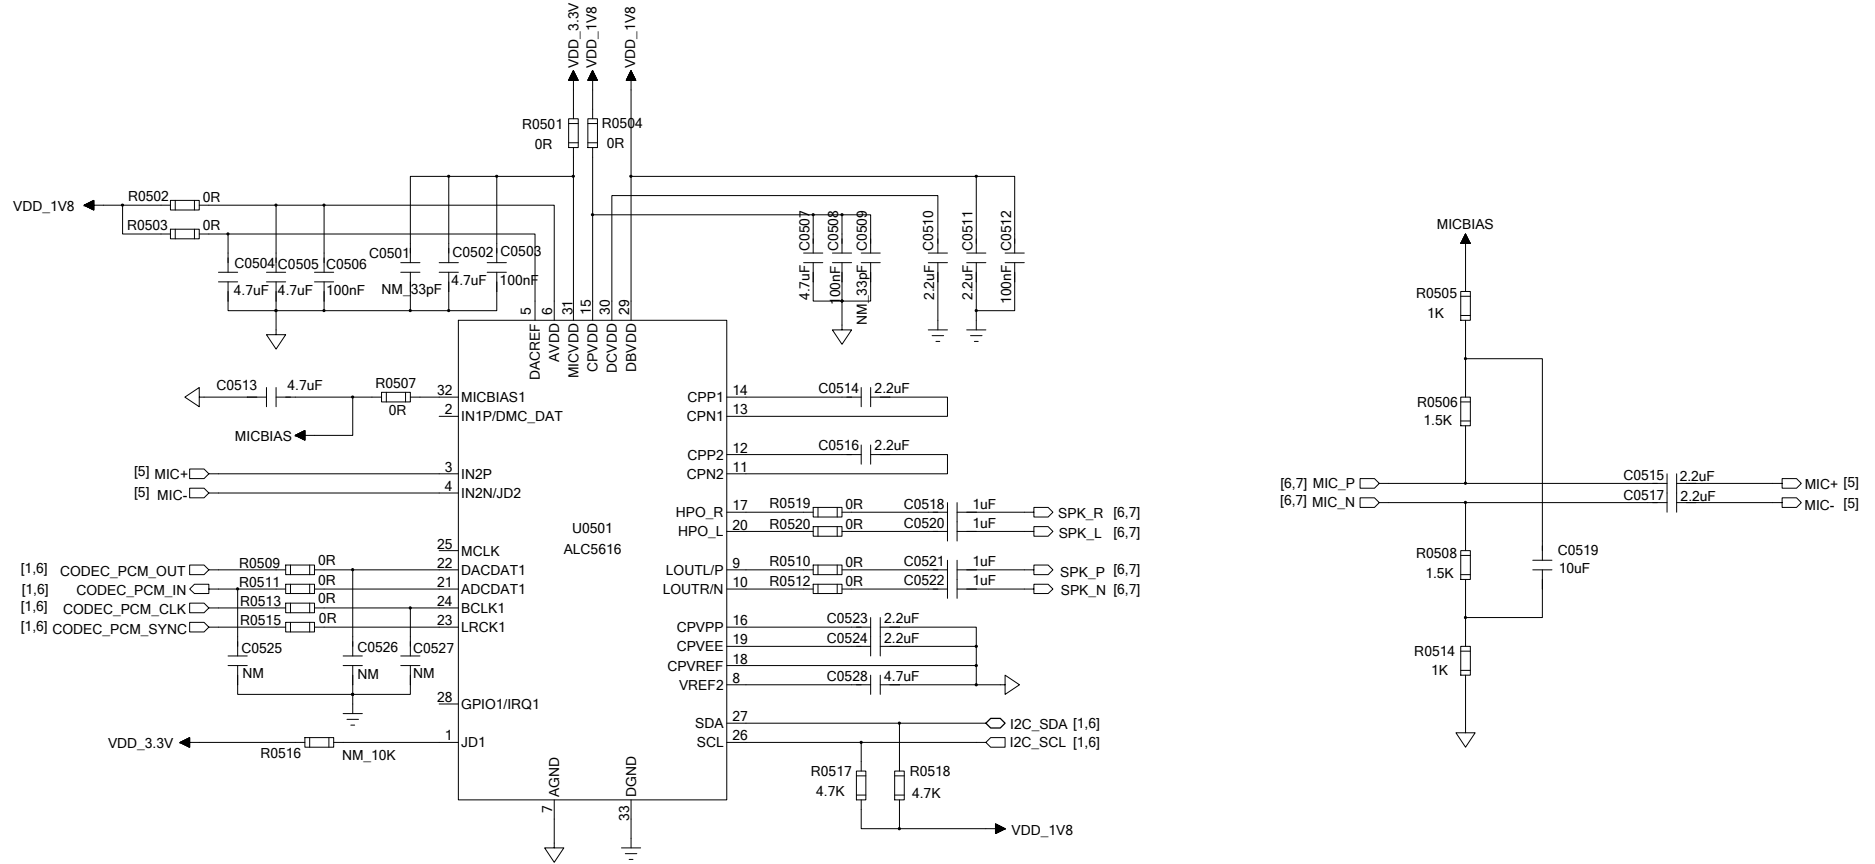 VDD_3.3V
VDD_1V8
VDD_1V8
R0501
0R
R0504
0R
VDD_1V8
R0502
0R
R0503
0R
C0504
4.7uF
C0505
4.7uF
C0506
100nF
C0501
NM_33pF
C0502
4.7uF
C0503
100nF
C0507
4.7uF
C0508
100nF
C0509
NM_33pF
C0510
2.2uF
C0511
2.2uF
C0512
100nF
5
6
31
15
30
29
DACREF
AVDD
MICVDD
CPVDD
DCVDD
DBVDD
C0513
4.7uF
R0507
0R
32
MICBIAS1
2
IN1P/DMC_DAT
MICBIAS
[5] MIC+
3
IN2P
[5] MIC-
4
IN2N/JD2
U0501
ALC5616
25
MCLK
[1,6] CODEC_PCM_OUT
R0509
0R
22
DACDAT1
[1,6] CODEC_PCM_IN
R0511
0R
21
ADCDAT1
[1,6] CODEC_PCM_CLK
R0513
0R
24
BCLK1
[1,6] CODEC_PCM_SYNC
R0515
0R
23
LRCK1
C0525
NM
C0526
NM
C0527
NM
28
GPIO1/IRQ1
VDD_3.3V
R0516
NM_10K
1
JD1
AGND
7
DGND
33
CPP1
14
C0514
2.2uF
CPN1
13
CPP2
12
C0516
2.2uF
CPN2
11
HPO_R
17
R0519
0R
C0518
1uF
SPK_R [6,7]
HPO_L
20
R0520
0R
C0520
1uF
SPK_L [6,7]
LOUTL/P
9
R0510
0R
C0521
1uF
SPK_P [6,7]
LOUTR/N
10
R0512
0R
C0522
1uF
SPK_N [6,7]
CPVPP
16
C0523
2.2uF
CPVEE
19
C0524
2.2uF
CPVREF
18
VREF2
8
C0528
4.7uF
SDA
27
I2C_SDA [1,6]
SCL
26
I2C_SCL [1,6]
R0517
4.7K
R0518
4.7K
VDD_1V8
MICBIAS
R0505
1K
R0506
1.5K
[6,7] MIC_P
C0515
2.2uF
MIC+ [5]
[6,7] MIC_N
C0517
2.2uF
MIC- [5]
R0508
1.5K
C0519
10uF
R0514
1K